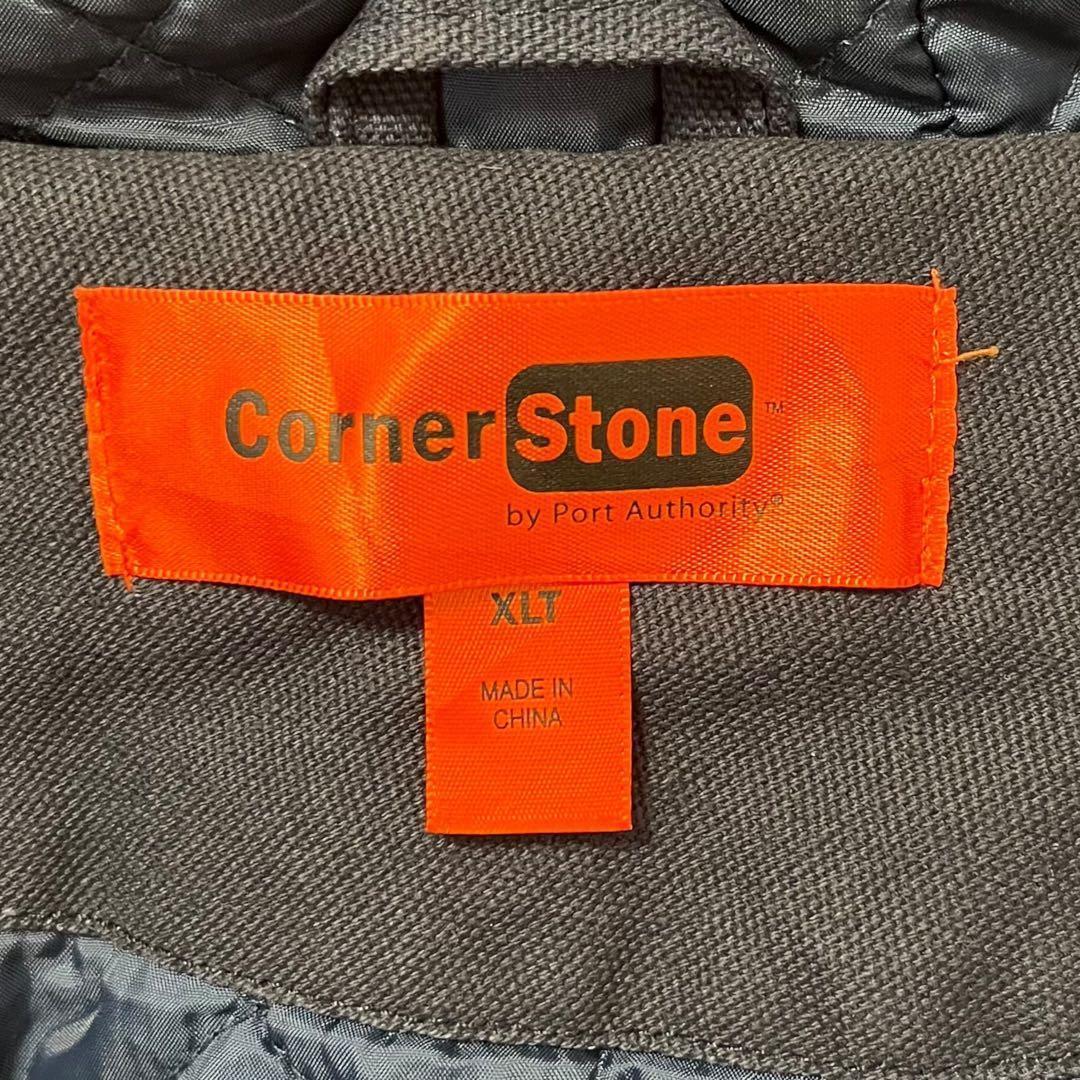 CornerStone™
by Port Authority®
XLT
MADE IN
CHINA